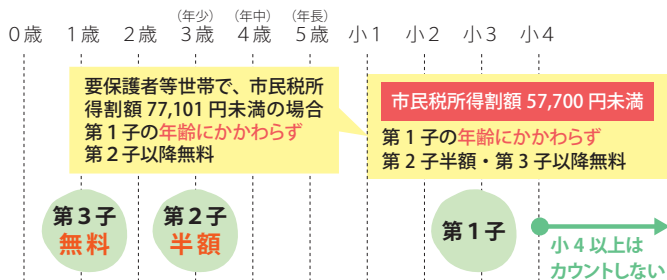 (年少) (年中) (年長)
0歳 1歳 2歳 3歳 4歳 5歳 小1 小2 小3 小4
要保護者等世帯で、市民税所
得割額 77,101 円未満の場合
第1子の年齢にかかわらず
第2子以降無料
市民税所得割額 57,700 円未満
第1子の年齢にかかわらず
第2子半額・第3子以降無料
第3子
無料
第2子
半額
第1子
小4以上は
カウントしない